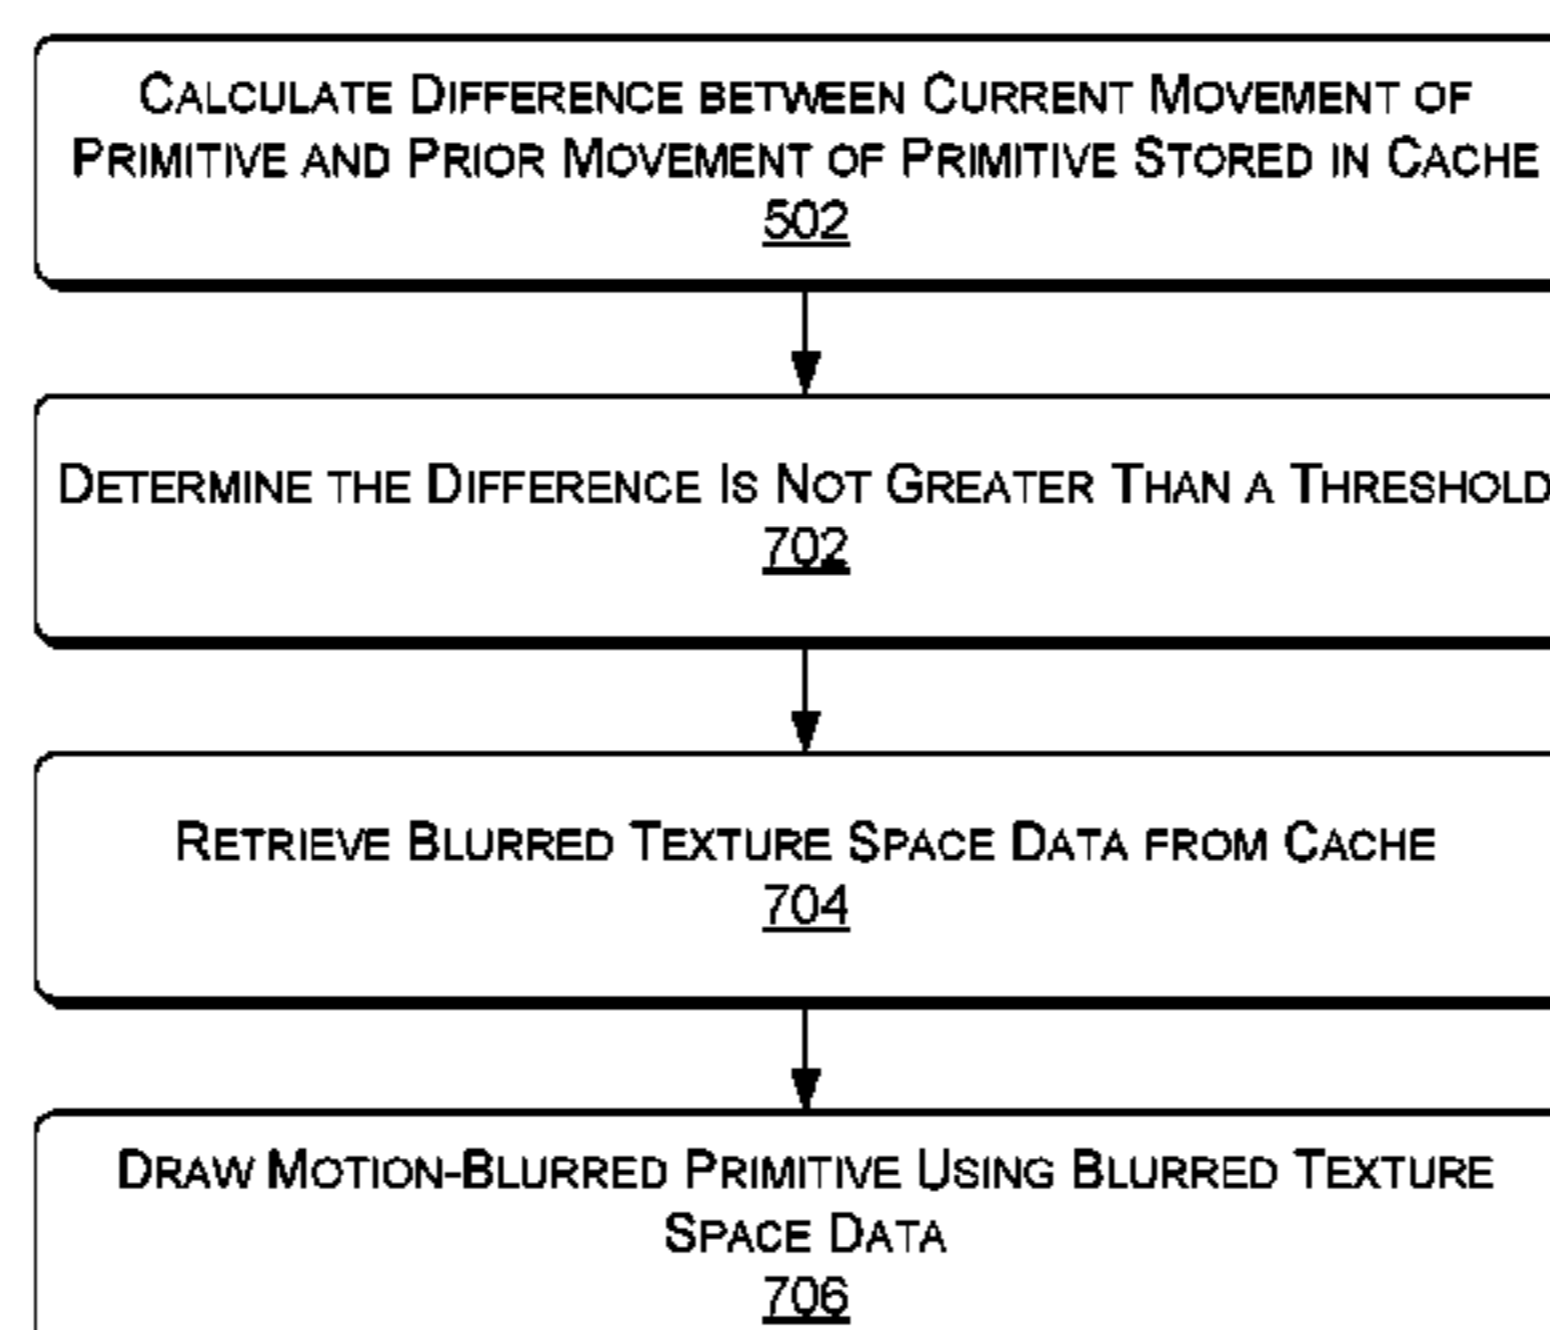 CALCULATE DIFFERENCE BETWEEN CURRENT MOVEMENT OF
PRIMITIVE AND PRIOR MOVEMENT OF PRIMITIVE STORED IN CACHE
502
DETERMINE THE DIFFERENCE IS NOT GREATER THAN A THRESHOLD
702
RETRIEVE BLURRED TEXTURE SPACE DATA FROM CACHE
704
DRAW MOTION-BLURRED PRIMITIVE USING BLURRED TEXTURE
SPACE DATA
706